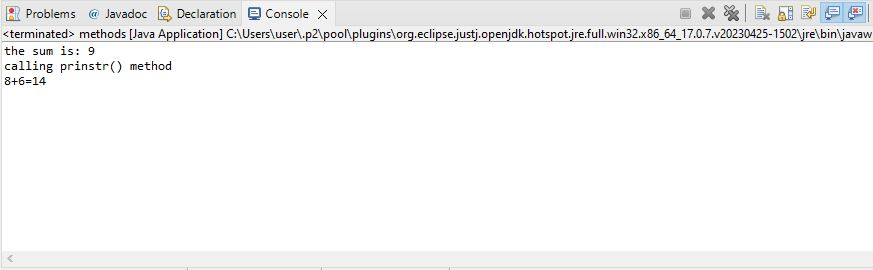 Problems @ Javadoc Declaration Console
<terminated> methods [Java Application] C:\Users\user\.p2\pool\plugins\org.eclipse.justj.openjdk.hotspot.jre.full.win32.x86_64_17.0.7.v20230425-1502\jre\bin\javaw
the sum is: 9
calling prinstr() method
8+6=14